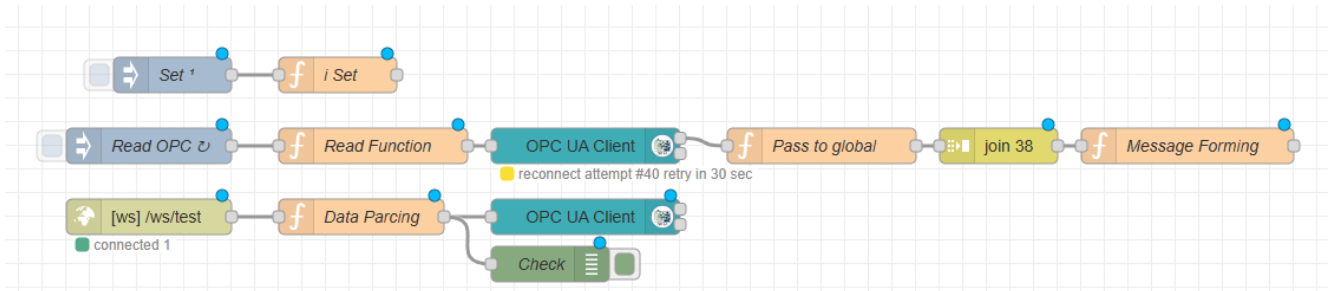 Set ¹
i Set
Read OPC ↻
Read Function
OPC UA Client
Pass to global
join 38
Message Forming
reconnect attempt #40 retry in 30 sec
[ws] /ws/test
Data Parcing
OPC UA Client
connected 1
Check